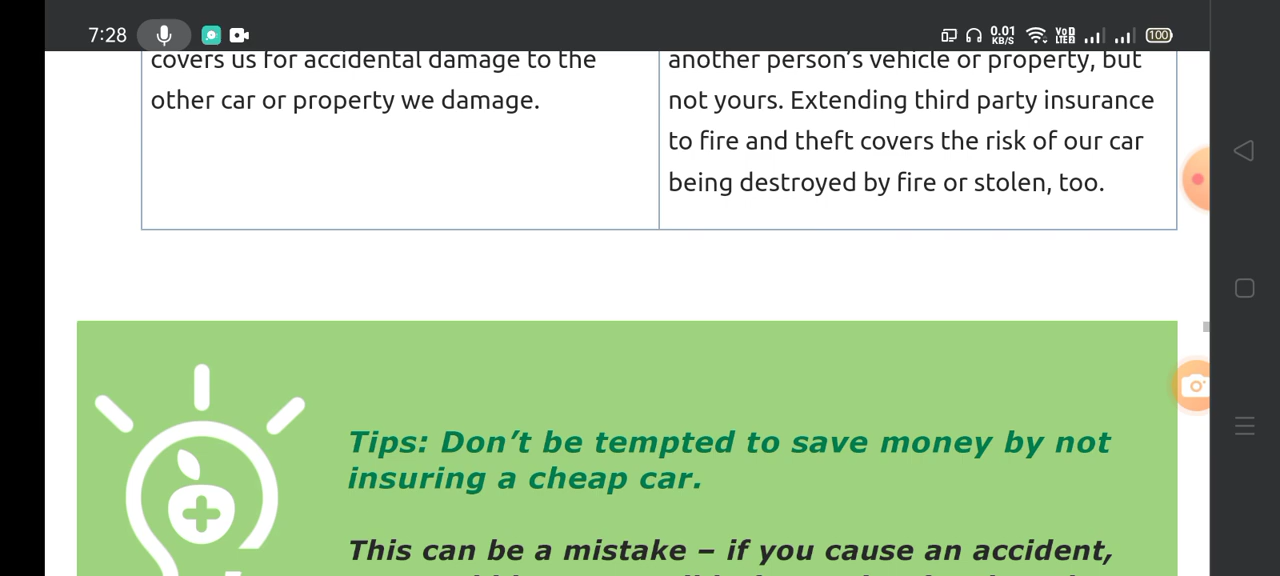 7:28
0.01
KB/S
VoD
LTE2
100
covers us for accidental damage to the
other car or property we damage.
another person's vehicle or property, but
not yours. Extending third party insurance
to fire and theft covers the risk of our car
being destroyed by fire or stolen, too.
Tips: Don't be tempted to save money by not
insuring a cheap car.
This can be a mistake – if you cause an accident,